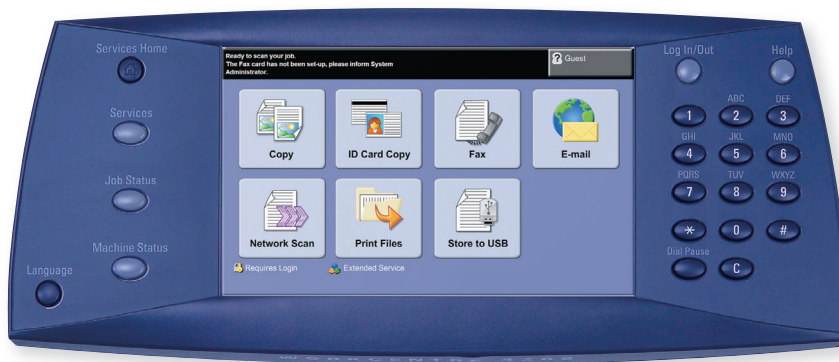 Services Home
Services
Job Status
Machine Status
Language
Ready to scan your job.
The Fax card has not been set-up, please inform System
Administrator.
? Guest
Copy
ID Card Copy
Fax
E-mail
Network Scan
Print Files
Store to USB
Requires Login
Extended Service
Log In/Out
Help
ABC
DEF
1
2
3
GHI
JKL
MNO
4
5
6
PQRS
TUV
WXYZ
7
8
9
*
0
#
Dial Pause
C
WORKCENTRE 4260